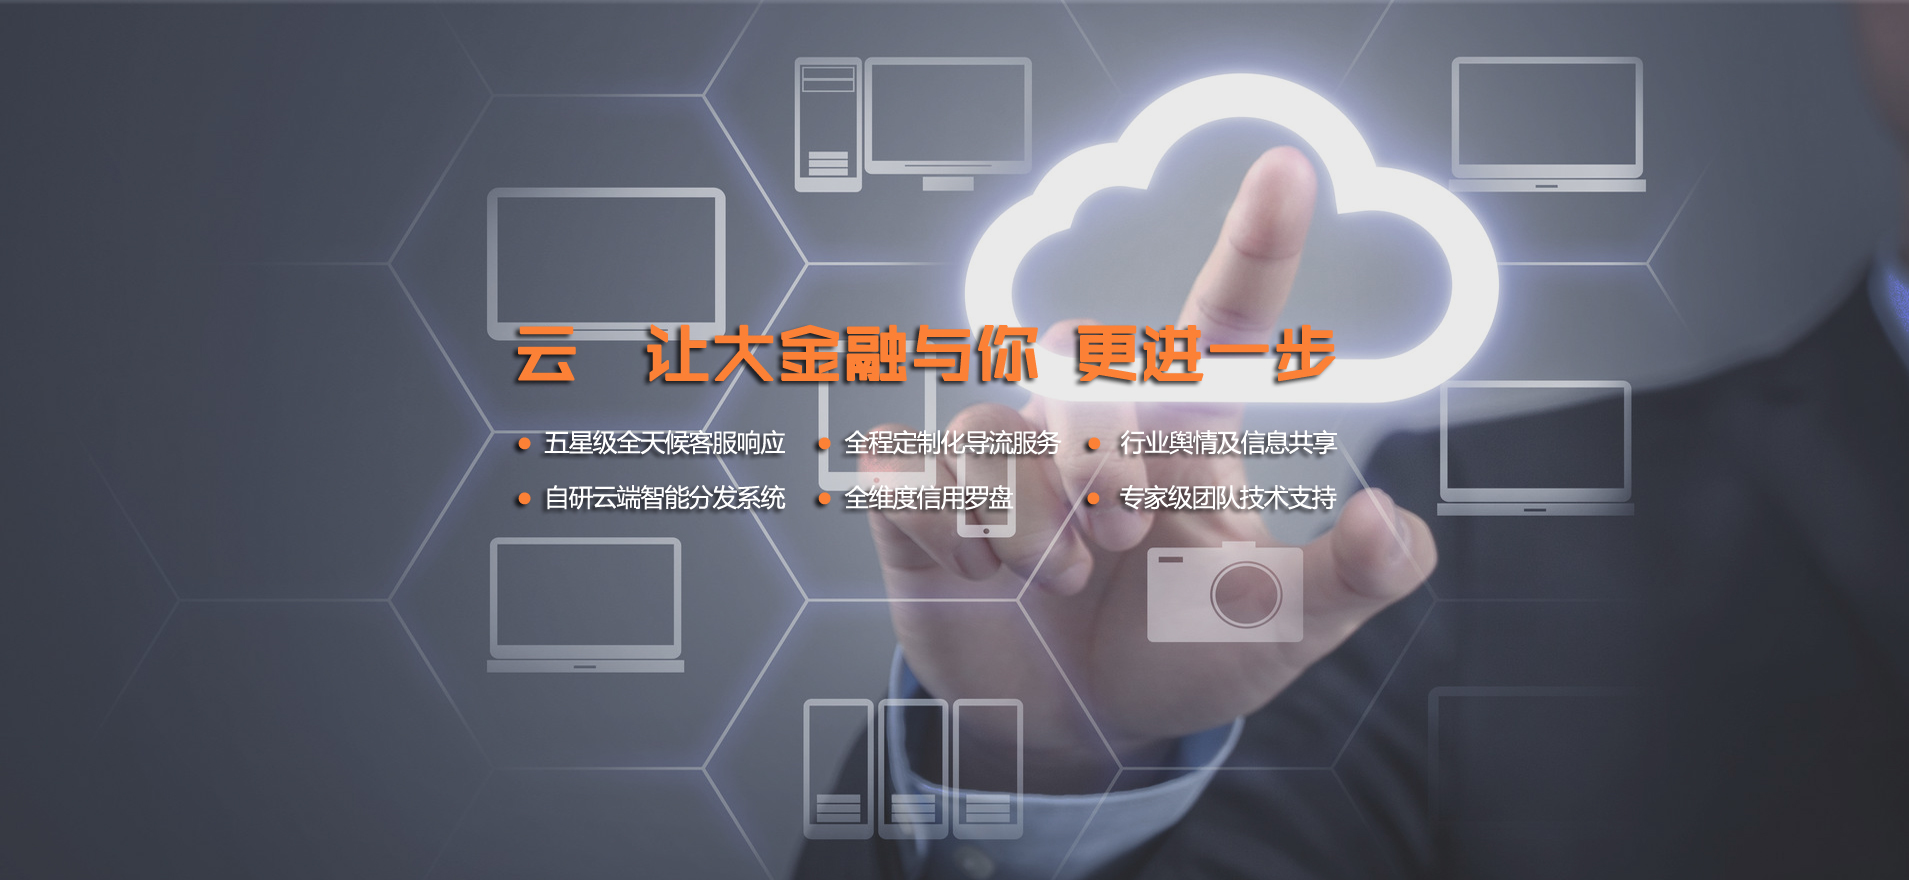 云 让大金融与你 更进一步
五星级全天候客服响应 全程定制化导流服务 行业舆情及信息共享
自研云端智能分发系统 全维度信用罗盘 专家级团队技术支持